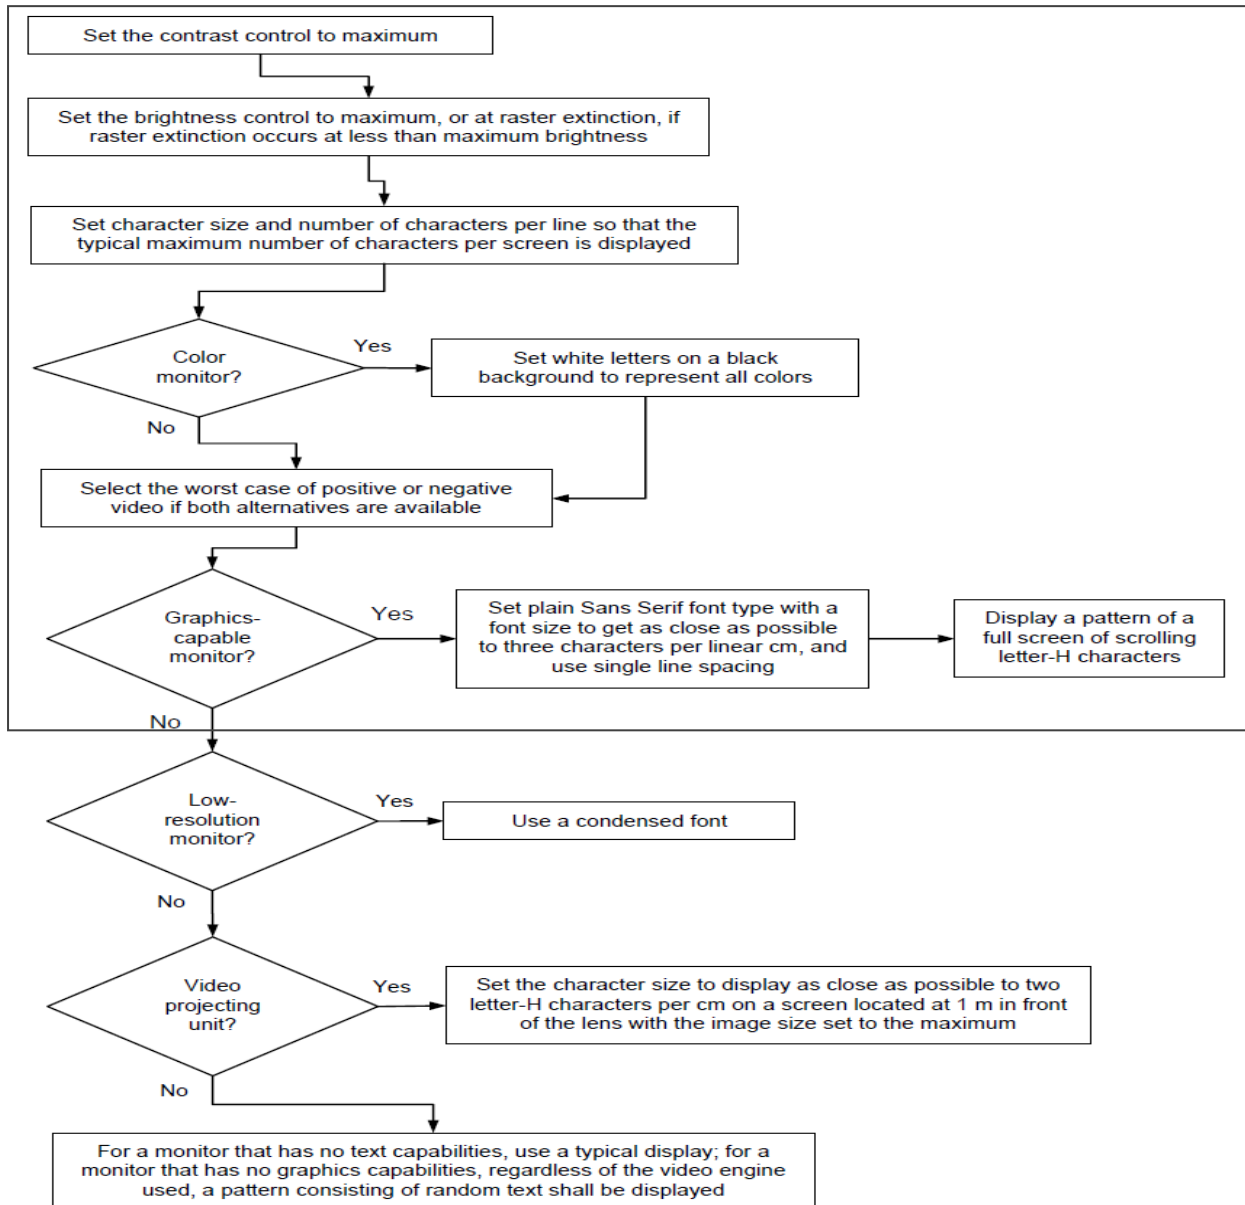 Set the contrast control to maximum
Set the brightness control to maximum, or at raster extinction, if
raster extinction occurs at less than maximum brightness
Set character size and number of characters per line so that the
typical maximum number of characters per screen is displayed
Color
monitor?
Yes
Set white letters on a black
background to represent all colors
No
Select the worst case of positive or negative
video if both alternatives are available
Graphics-
capable
monitor?
Yes
Set plain Sans Serif font type with a
font size to get as close as possible
to three characters per linear cm, and
use single line spacing
Display a pattern of a
full screen of scrolling
letter-H characters
No
Low-
resolution
monitor?
Yes
Use a condensed font
No
Video
projecting
unit?
Yes
Set the character size to display as close as possible to two
letter-H characters per cm on a screen located at 1 m in front
of the lens with the image size set to the maximum
No
For a monitor that has no text capabilities, use a typical display; for a
monitor that has no graphics capabilities, regardless of the video engine
used, a pattern consisting of random text shall be displayed